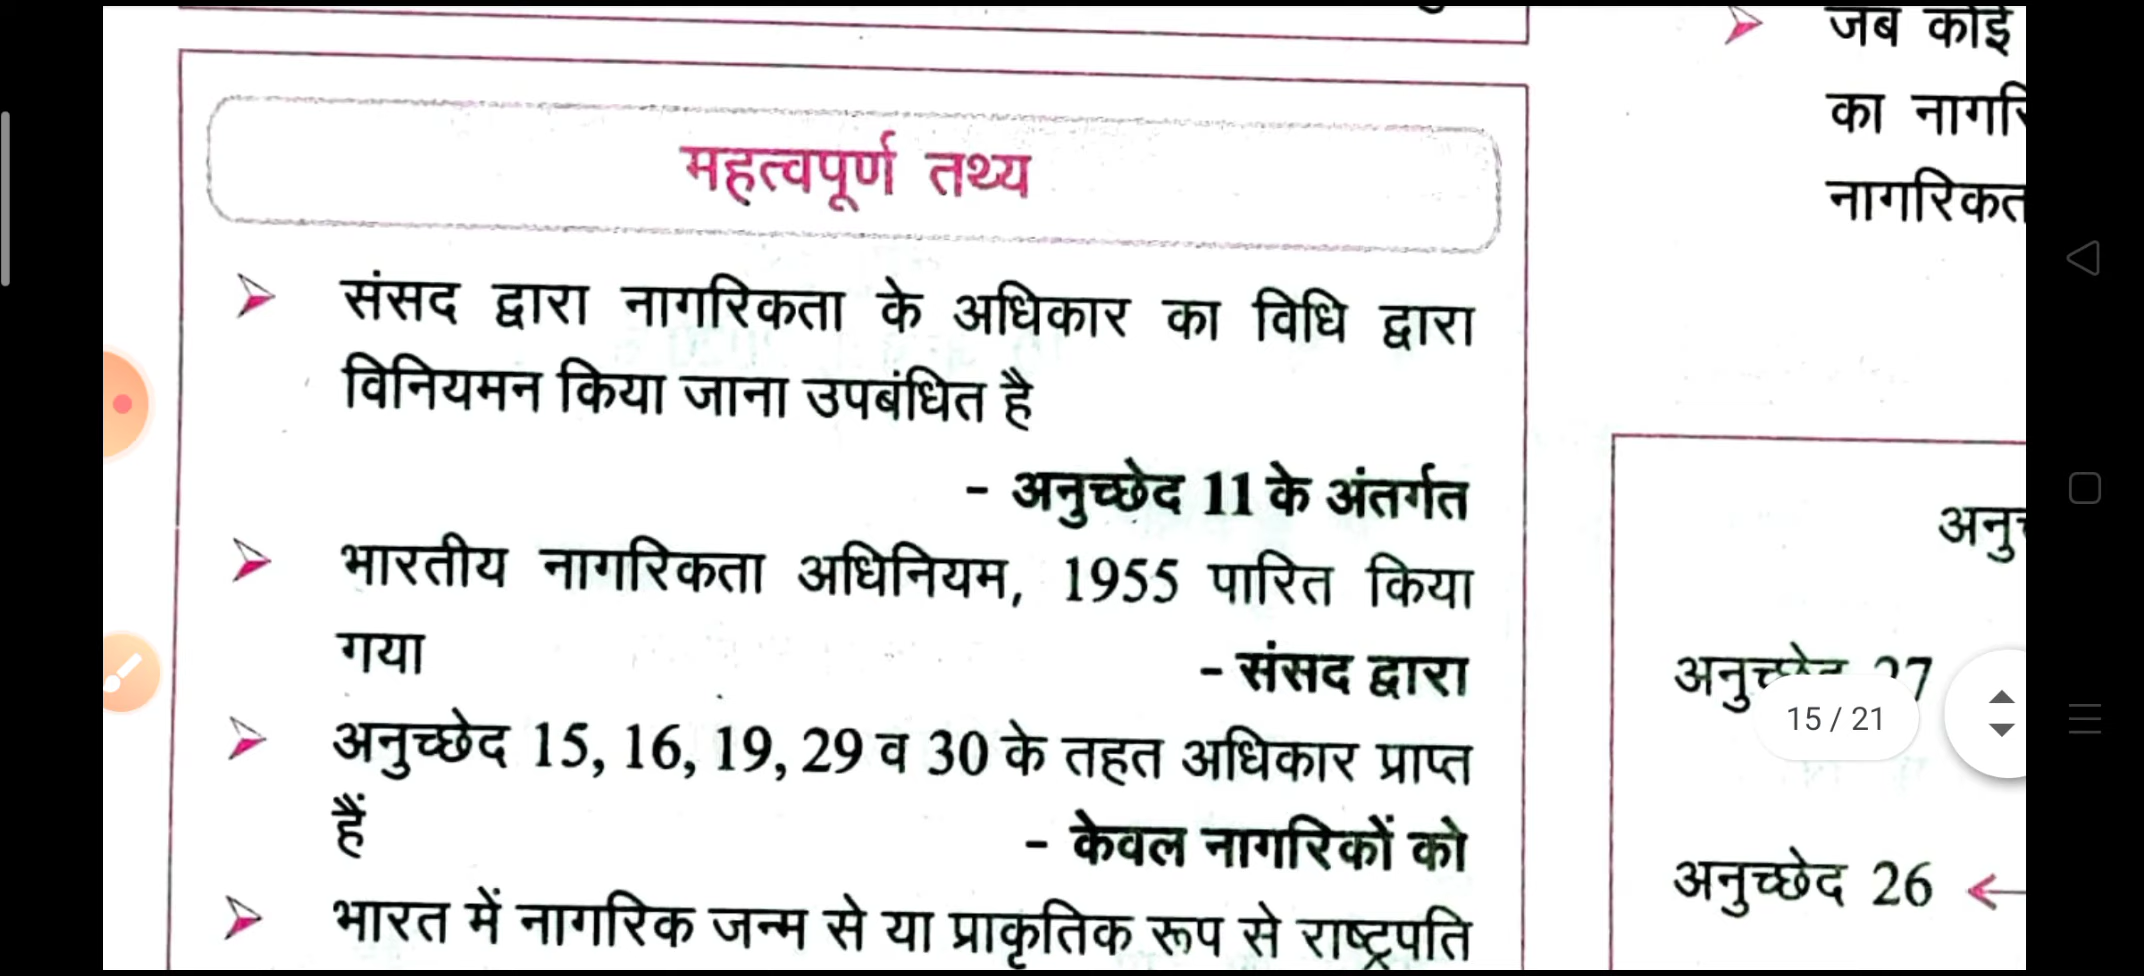 महत्वपूर्ण तथ्य
संसद द्वारा नागरिकता के अधिकार का विधि द्वारा
विनियमन किया जाना उपबंधित है
- अनुच्छेद 11 के अंतर्गत
भारतीय नागरिकता अधिनियम, 1955 पारित किया
गया - संसद द्वारा
अनुच्छेद 15, 16, 19, 29 व 30 के तहत अधिकार प्राप्त
हैं - केवल नागरिकों को
भारत में नागरिक जन्म से या प्राकृतिक रूप से राष्ट्रपति
जब कोई
का
अनुच्छेद 27
15 / 21
अनुच्छेद 26